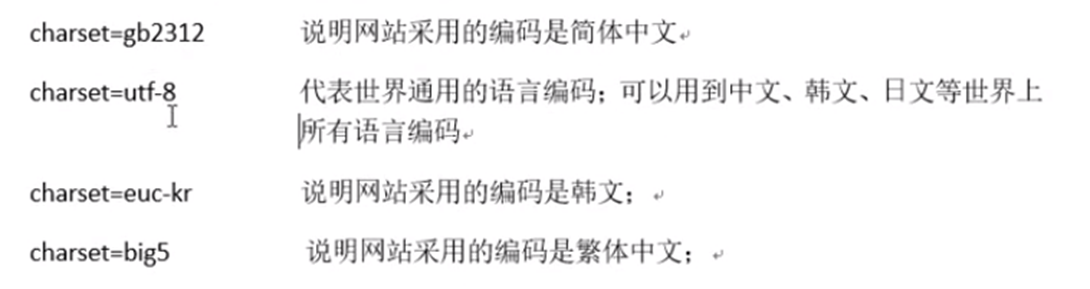 charset=gb2312 说明网站采用的编码是简体中文
charset=utf-8 代表世界通用的语言编码；可以用到中文、韩文、日文等世界上
所有语言编码
charset=euc-kr 说明网站采用的编码是韩文；
charset=big5 说明网站采用的编码是繁体中文；